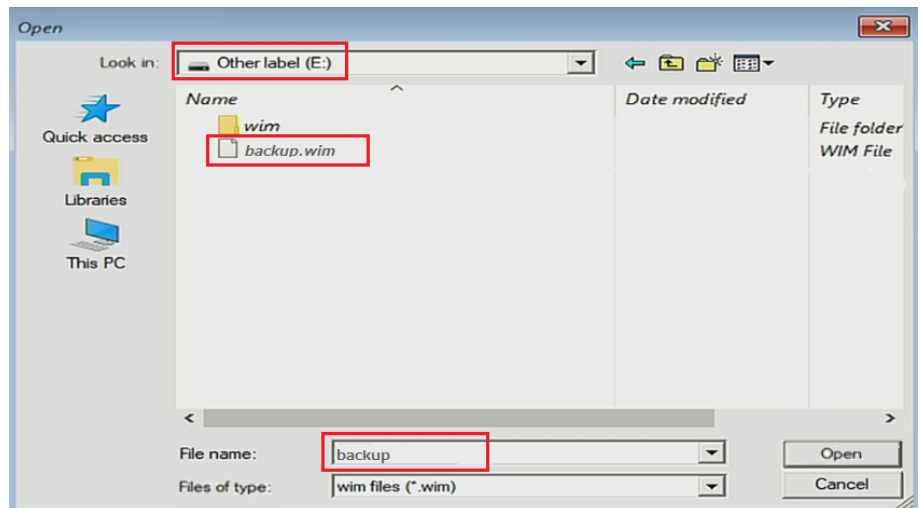 Open
Look in: Other label (E:)
Name Date modified Type
wim File folder
backup.wim WIM File
Quick access
Libraries
This PC
File name: backup Open
Files of type: wim files (*.wim) Cancel